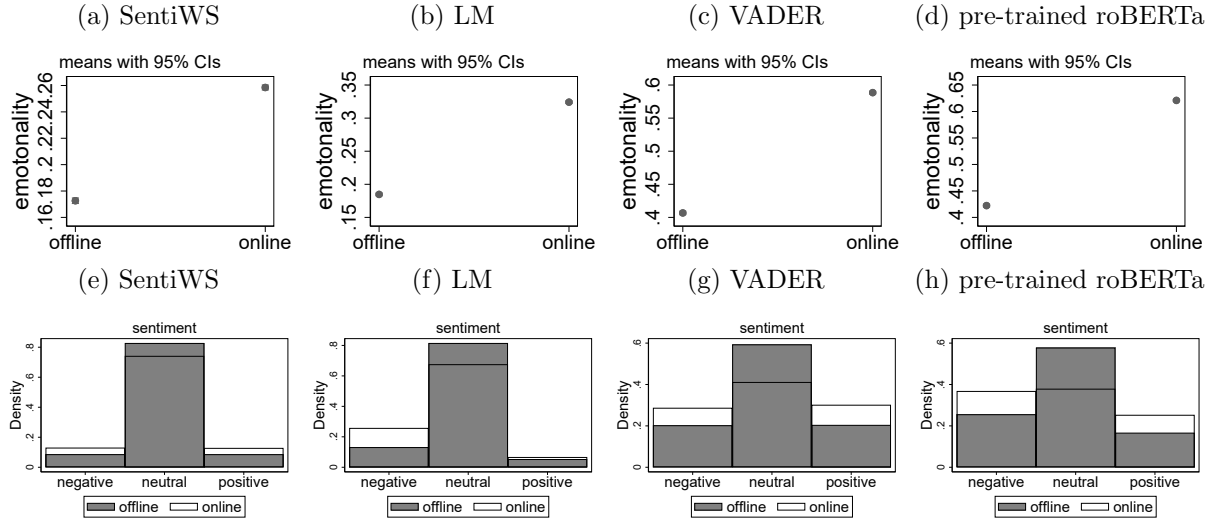 (a) SentiWS
(b) LM
(c) VADER
(d) pre-trained roBERTa
means with 95% CIs
emotonality
.16 .18 .2 .22 .24 .26
offline online
means with 95% CIs
emotonality
.15 .2 .25 .3 .35
offline online
means with 95% CIs
emotonality
.4 .45 .5 .55 .6
offline online
means with 95% CIs
emotonality
.4 .45 .5 .55 .6 .65
offline online
(e) SentiWS
(f) LM
(g) VADER
(h) pre-trained roBERTa
sentiment
Density
0 .2 .4 .6 .8
negative neutral positive
offline online
sentiment
Density
0 .2 .4 .6 .8
negative neutral positive
offline online
sentiment
Density
0 .2 .4 .6
negative neutral positive
offline online
sentiment
Density
0 .2 .4 .6
negative neutral positive
offline online